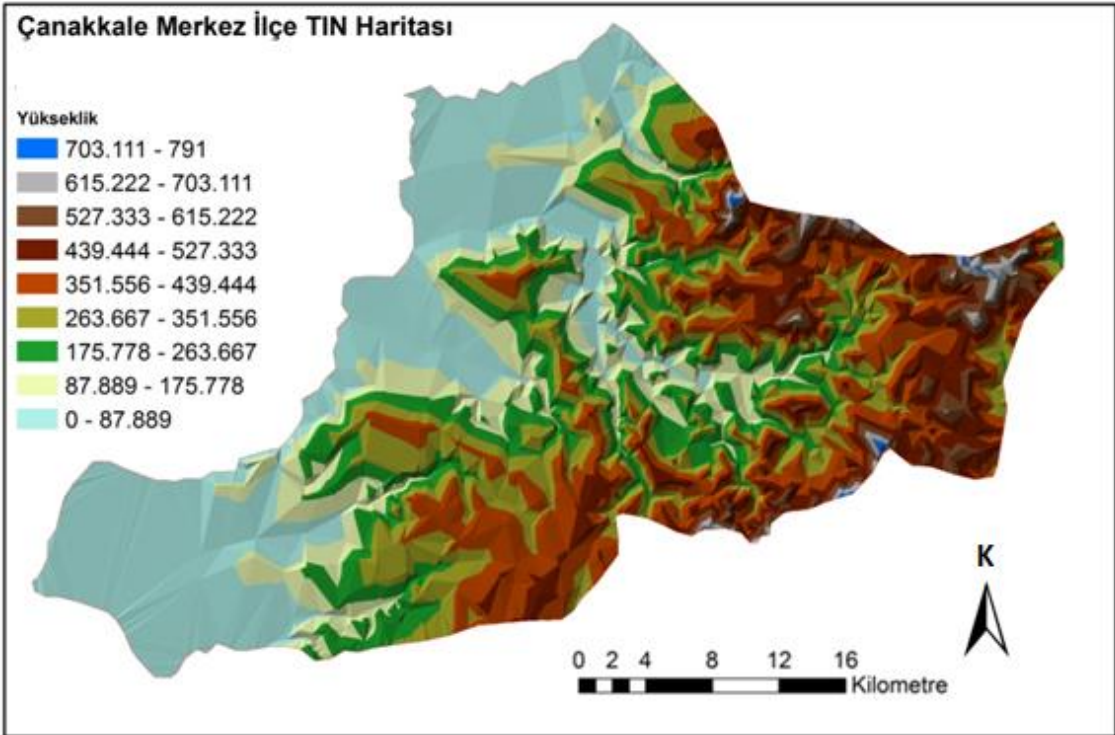 Çanakkale Merkez İlçe TIN Haritası
Yükseklik
703.111 - 791
615.222 - 703.111
527.333 - 615.222
439.444 - 527.333
351.556 - 439.444
263.667 - 351.556
175.778 - 263.667
87.889 - 175.778
0 - 87.889
K
0 2 4 8 12 16
Kilometre